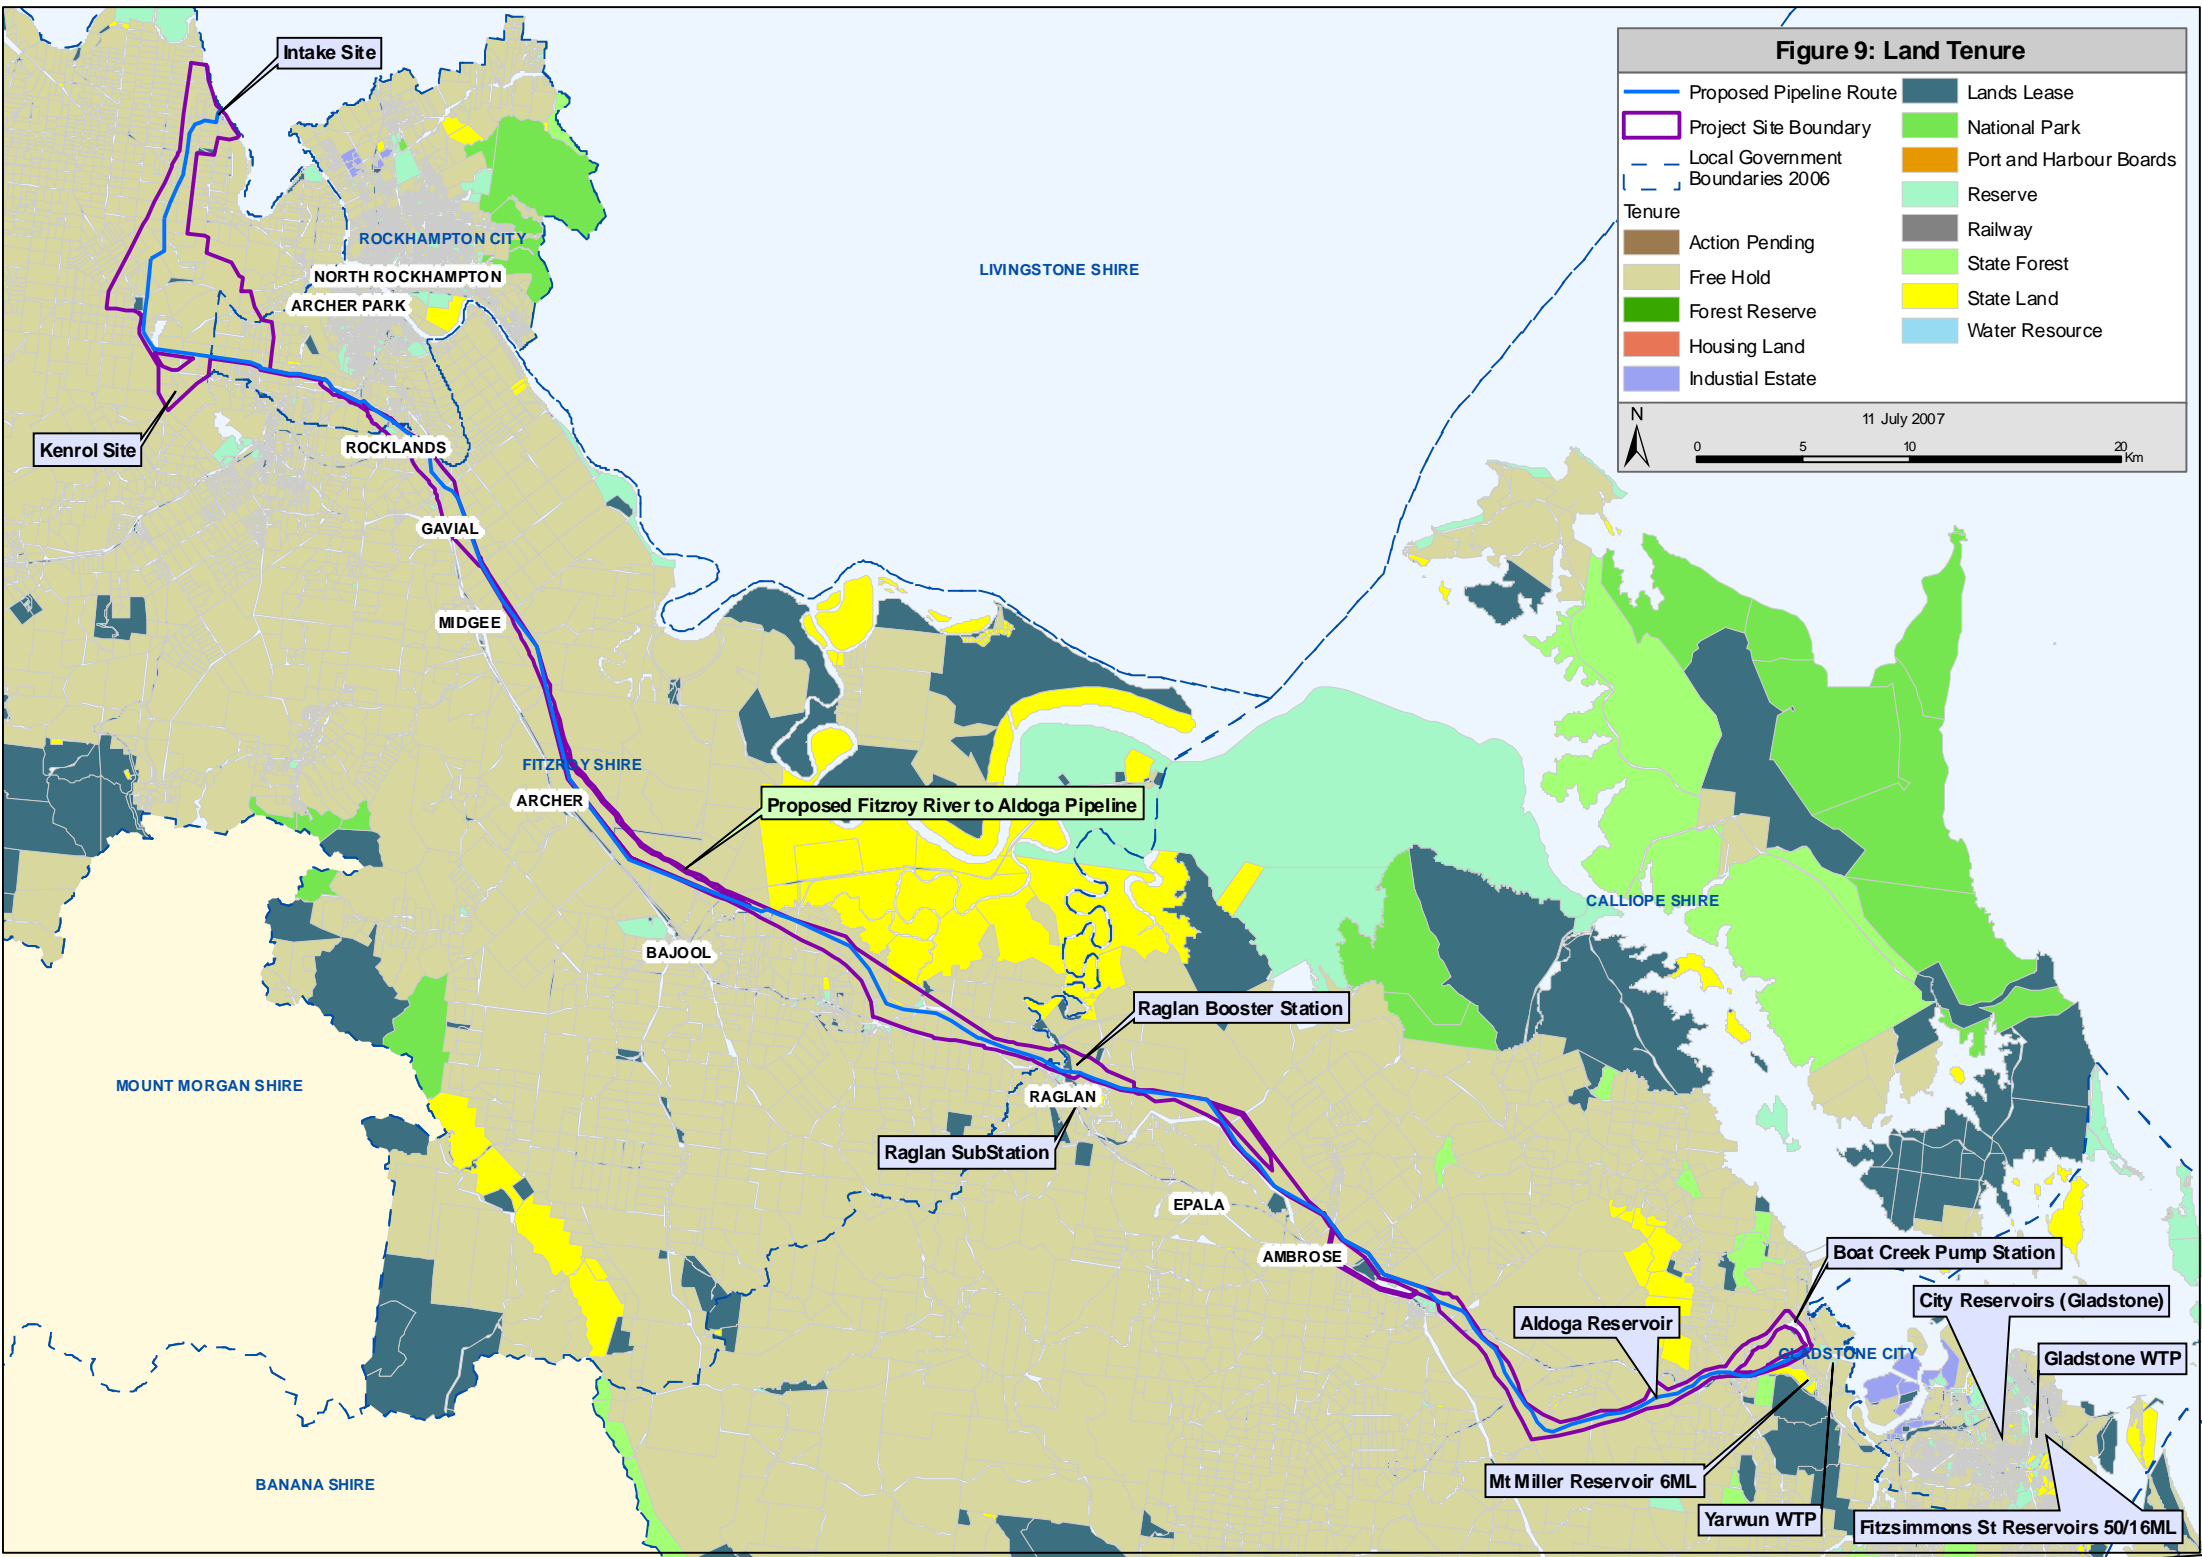 Figure 9: Land Tenure
Proposed Pipeline Route
Project Site Boundary
Local Government
Boundaries 2006
Tenure
Action Pending
Free Hold
Forest Reserve
Housing Land
Industial Estate
Lands Lease
National Park
Port and Harbour Boards
Reserve
Railway
State Forest
State Land
Water Resource
N
11 July 2007
0 5 10 20
Km
Intake Site
ROCKHAMPTON CITY
LIVINGSTONE SHIRE
NORTH ROCKHAMPTON
ARCHER PARK
Kenrol Site
ROCKLANDS
GAVIAL
MIDGEE
FITZROY SHIRE
ARCHER
Proposed Fitzroy River to Aldoga Pipeline
CALLIOPE SHIRE
BAJOOL
Raglan Booster Station
MOUNT MORGAN SHIRE
RAGLAN
Raglan SubStation
EPALA
AMBROSE
Boat Creek Pump Station
City Reservoirs (Gladstone)
Aldoga Reservoir
GLADSTONE CITY
Gladstone WTP
BANANA SHIRE
Mt Miller Reservoir 6ML
Yarwun WTP
Fitzsimmons St Reservoirs 50/16ML